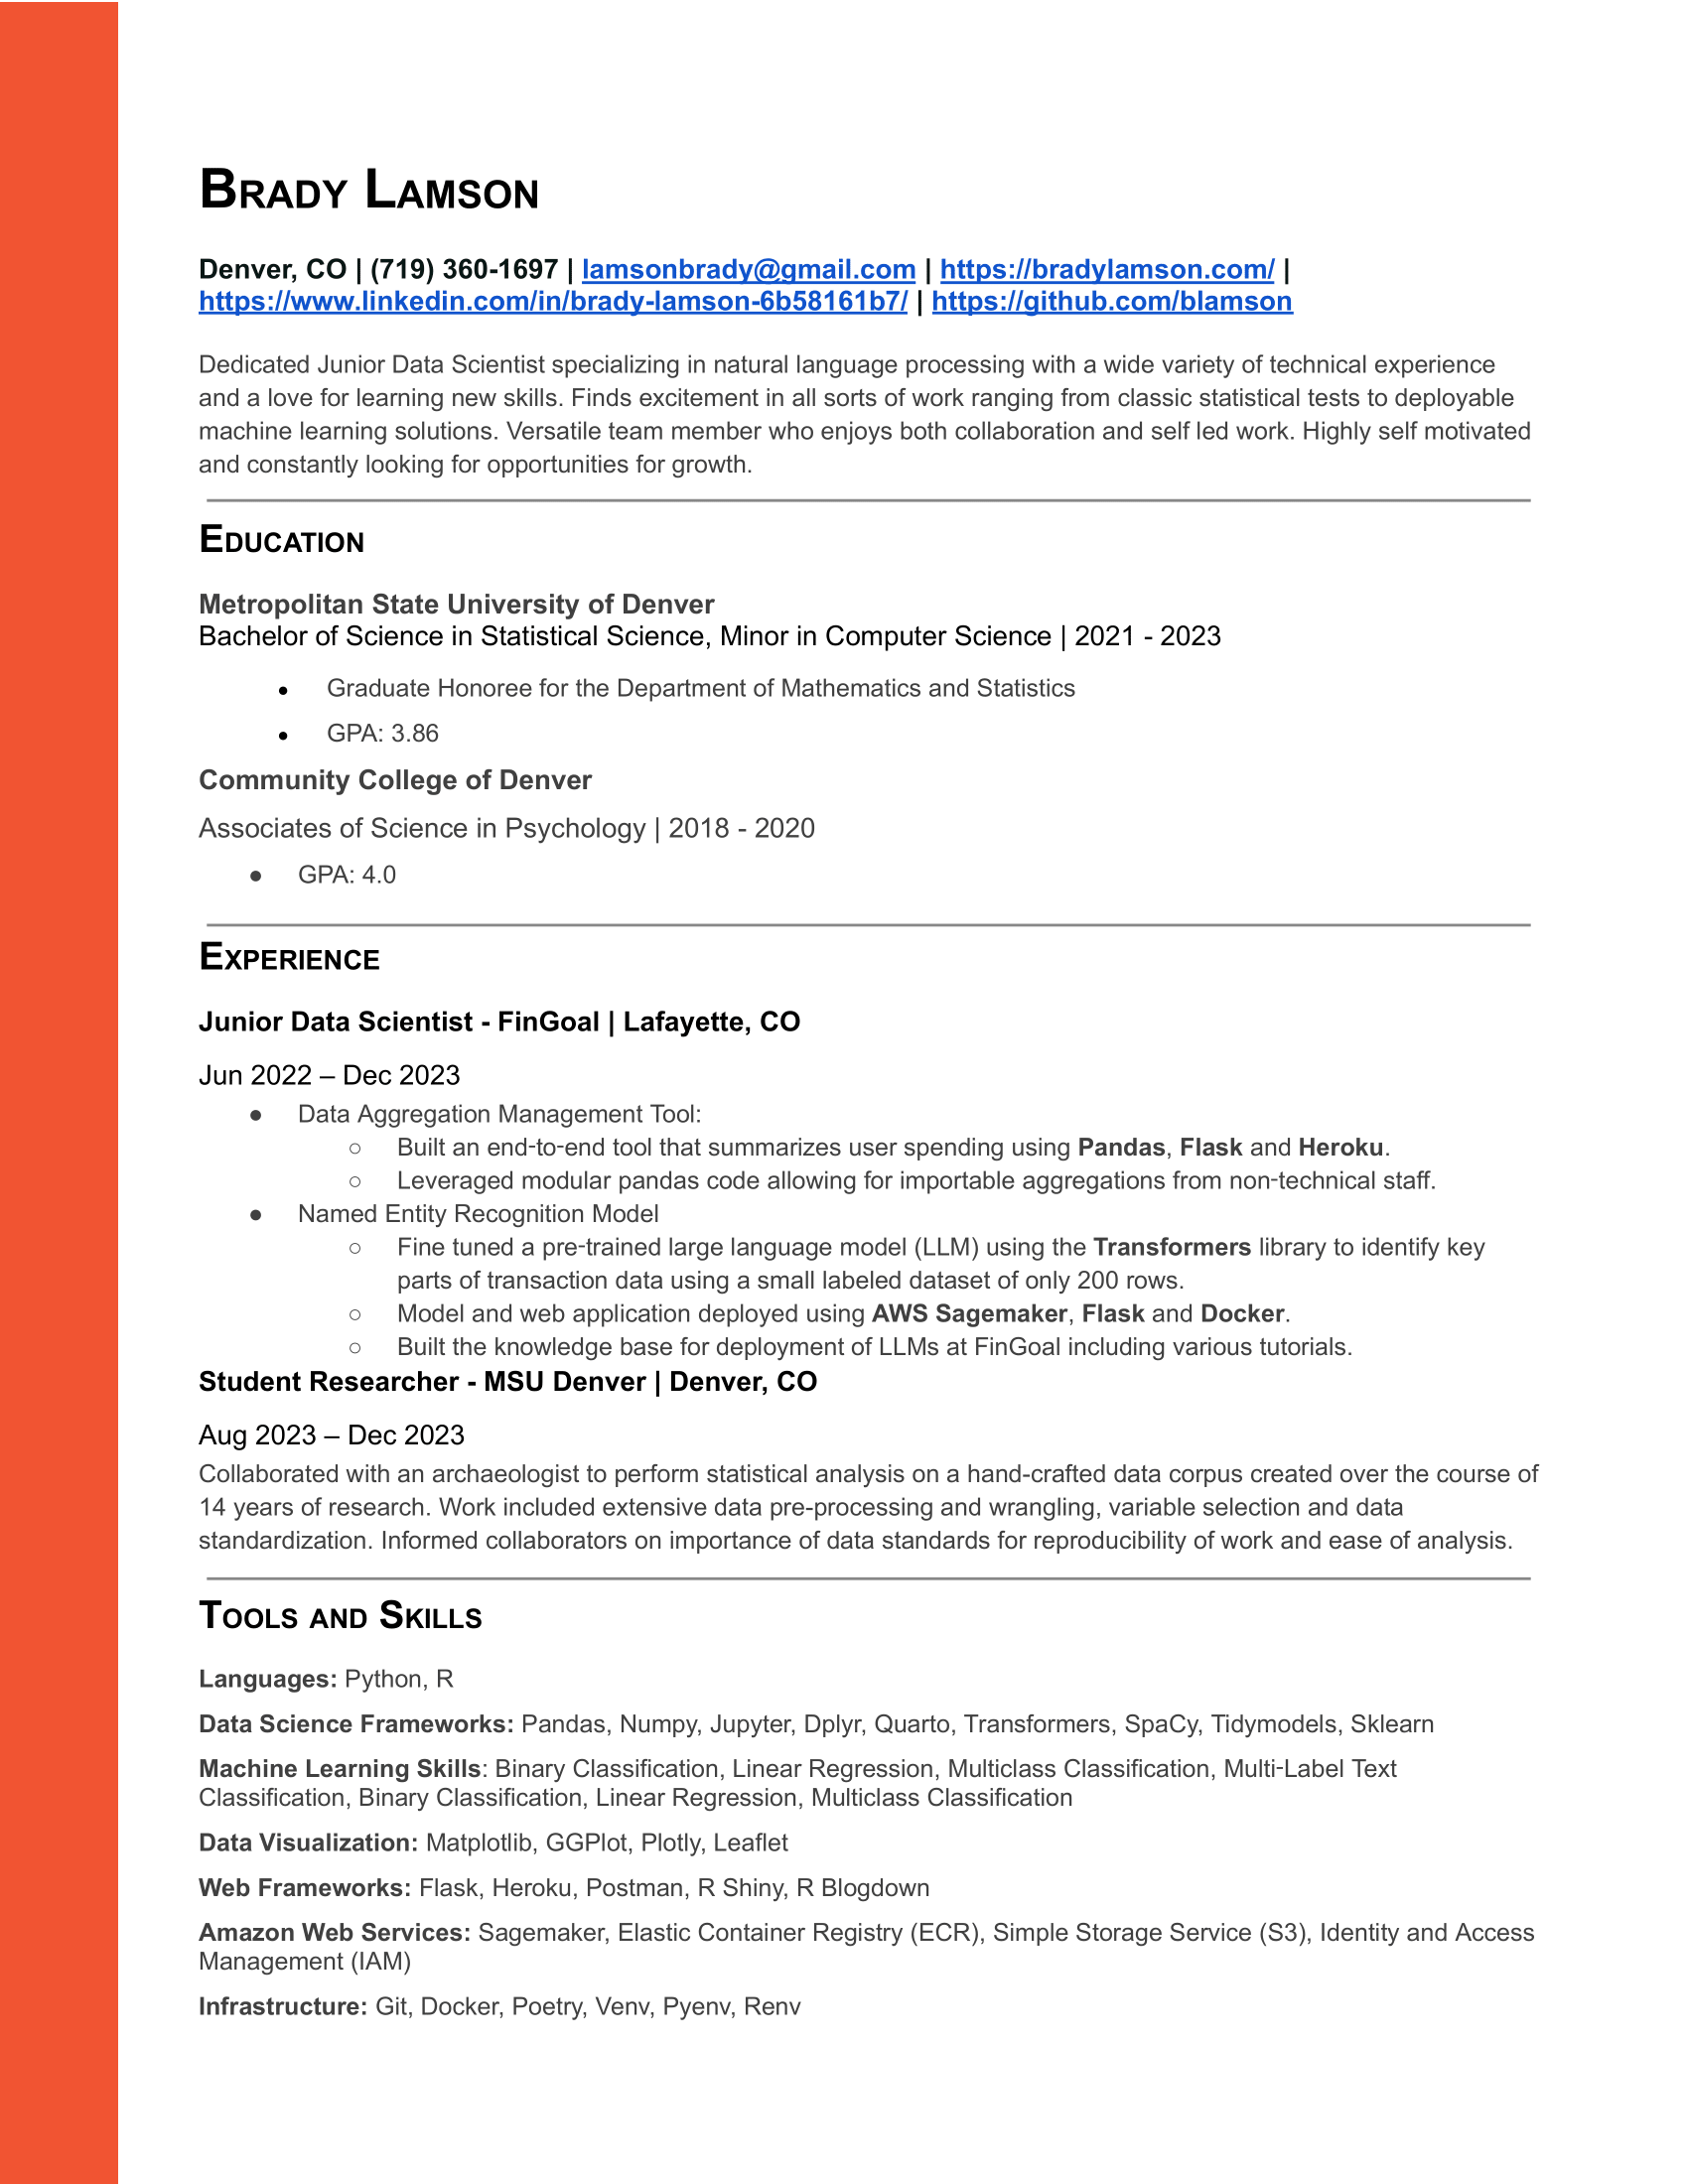 Brady Lamson
Denver, CO | (719) 360-1697 | lamsonbrady@gmail.com | https://bradylamson.com/ |
https://www.linkedin.com/in/brady-lamson-6b58161b7/ | https://github.com/blamson
Dedicated Junior Data Scientist specializing in natural language processing with a wide variety of technical experience
and a love for learning new skills. Finds excitement in all sorts of work ranging from classic statistical tests to deployable
machine learning solutions. Versatile team member who enjoys both collaboration and self led work. Highly self motivated
and constantly looking for opportunities for growth.
Education
Metropolitan State University of Denver
Bachelor of Science in Statistical Science, Minor in Computer Science | 2021 - 2023
● Graduate Honoree for the Department of Mathematics and Statistics
● GPA: 3.86
Community College of Denver
Associates of Science in Psychology | 2018 - 2020
● GPA: 4.0
Experience
Junior Data Scientist - FinGoal | Lafayette, CO
Jun 2022 – Dec 2023
● Data Aggregation Management Tool:
○ Built an end-to-end tool that summarizes user spending using Pandas, Flask and Heroku.
○ Leveraged modular pandas code allowing for importable aggregations from non-technical staff.
● Named Entity Recognition Model
○ Fine tuned a pre-trained large language model (LLM) using the Transformers library to identify key
parts of transaction data using a small labeled dataset of only 200 rows.
○ Model and web application deployed using AWS Sagemaker, Flask and Docker.
○ Built the knowledge base for deployment of LLMs at FinGoal including various tutorials.
Student Researcher - MSU Denver | Denver, CO
Aug 2023 – Dec 2023
Collaborated with an archaeologist to perform statistical analysis on a hand-crafted data corpus created over the course of
14 years of research. Work included extensive data pre-processing and wrangling, variable selection and data
standardization. Informed collaborators on importance of data standards for reproducibility of work and ease of analysis.
Tools and Skills
Languages: Python, R
Data Science Frameworks: Pandas, Numpy, Jupyter, Dplyr, Quarto, Transformers, SpaCy, Tidymodels, Sklearn
Machine Learning Skills: Binary Classification, Linear Regression, Multiclass Classification, Multi-Label Text
Classification, Binary Classification, Linear Regression, Multiclass Classification
Data Visualization: Matplotlib, GGPlot, Plotly, Leaflet
Web Frameworks: Flask, Heroku, Postman, R Shiny, R Blogdown
Amazon Web Services: Sagemaker, Elastic Container Registry (ECR), Simple Storage Service (S3), Identity and Access
Management (IAM)
Infrastructure: Git, Docker, Poetry, Venv, Pyenv, Renv